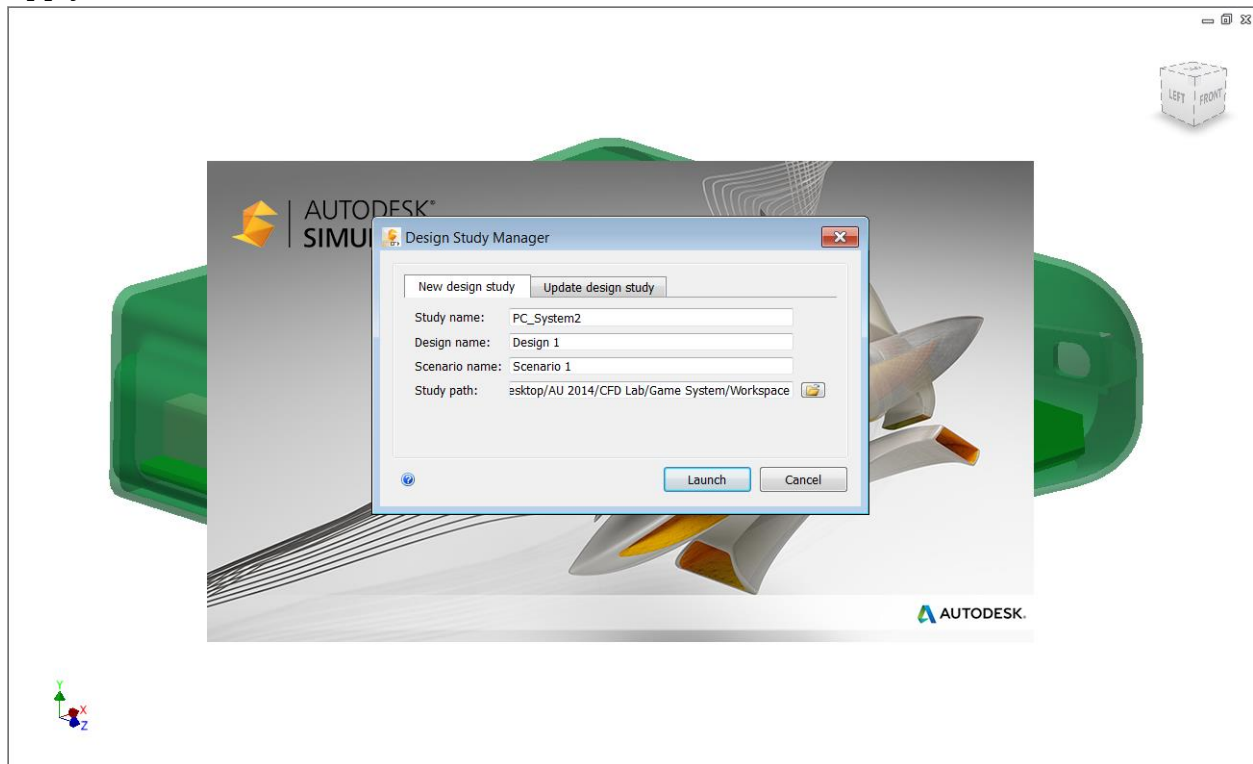 LEFT FRONT
AUTODESK®
SIMU
Design Study Manager
New design study Update design study
Study name: PC_System2
Design name: Design 1
Scenario name: Scenario 1
Study path: esktop/AU 2014/CFD Lab/Game System/Workspace
Launch Cancel
AUTODESK.
Y
X
Z